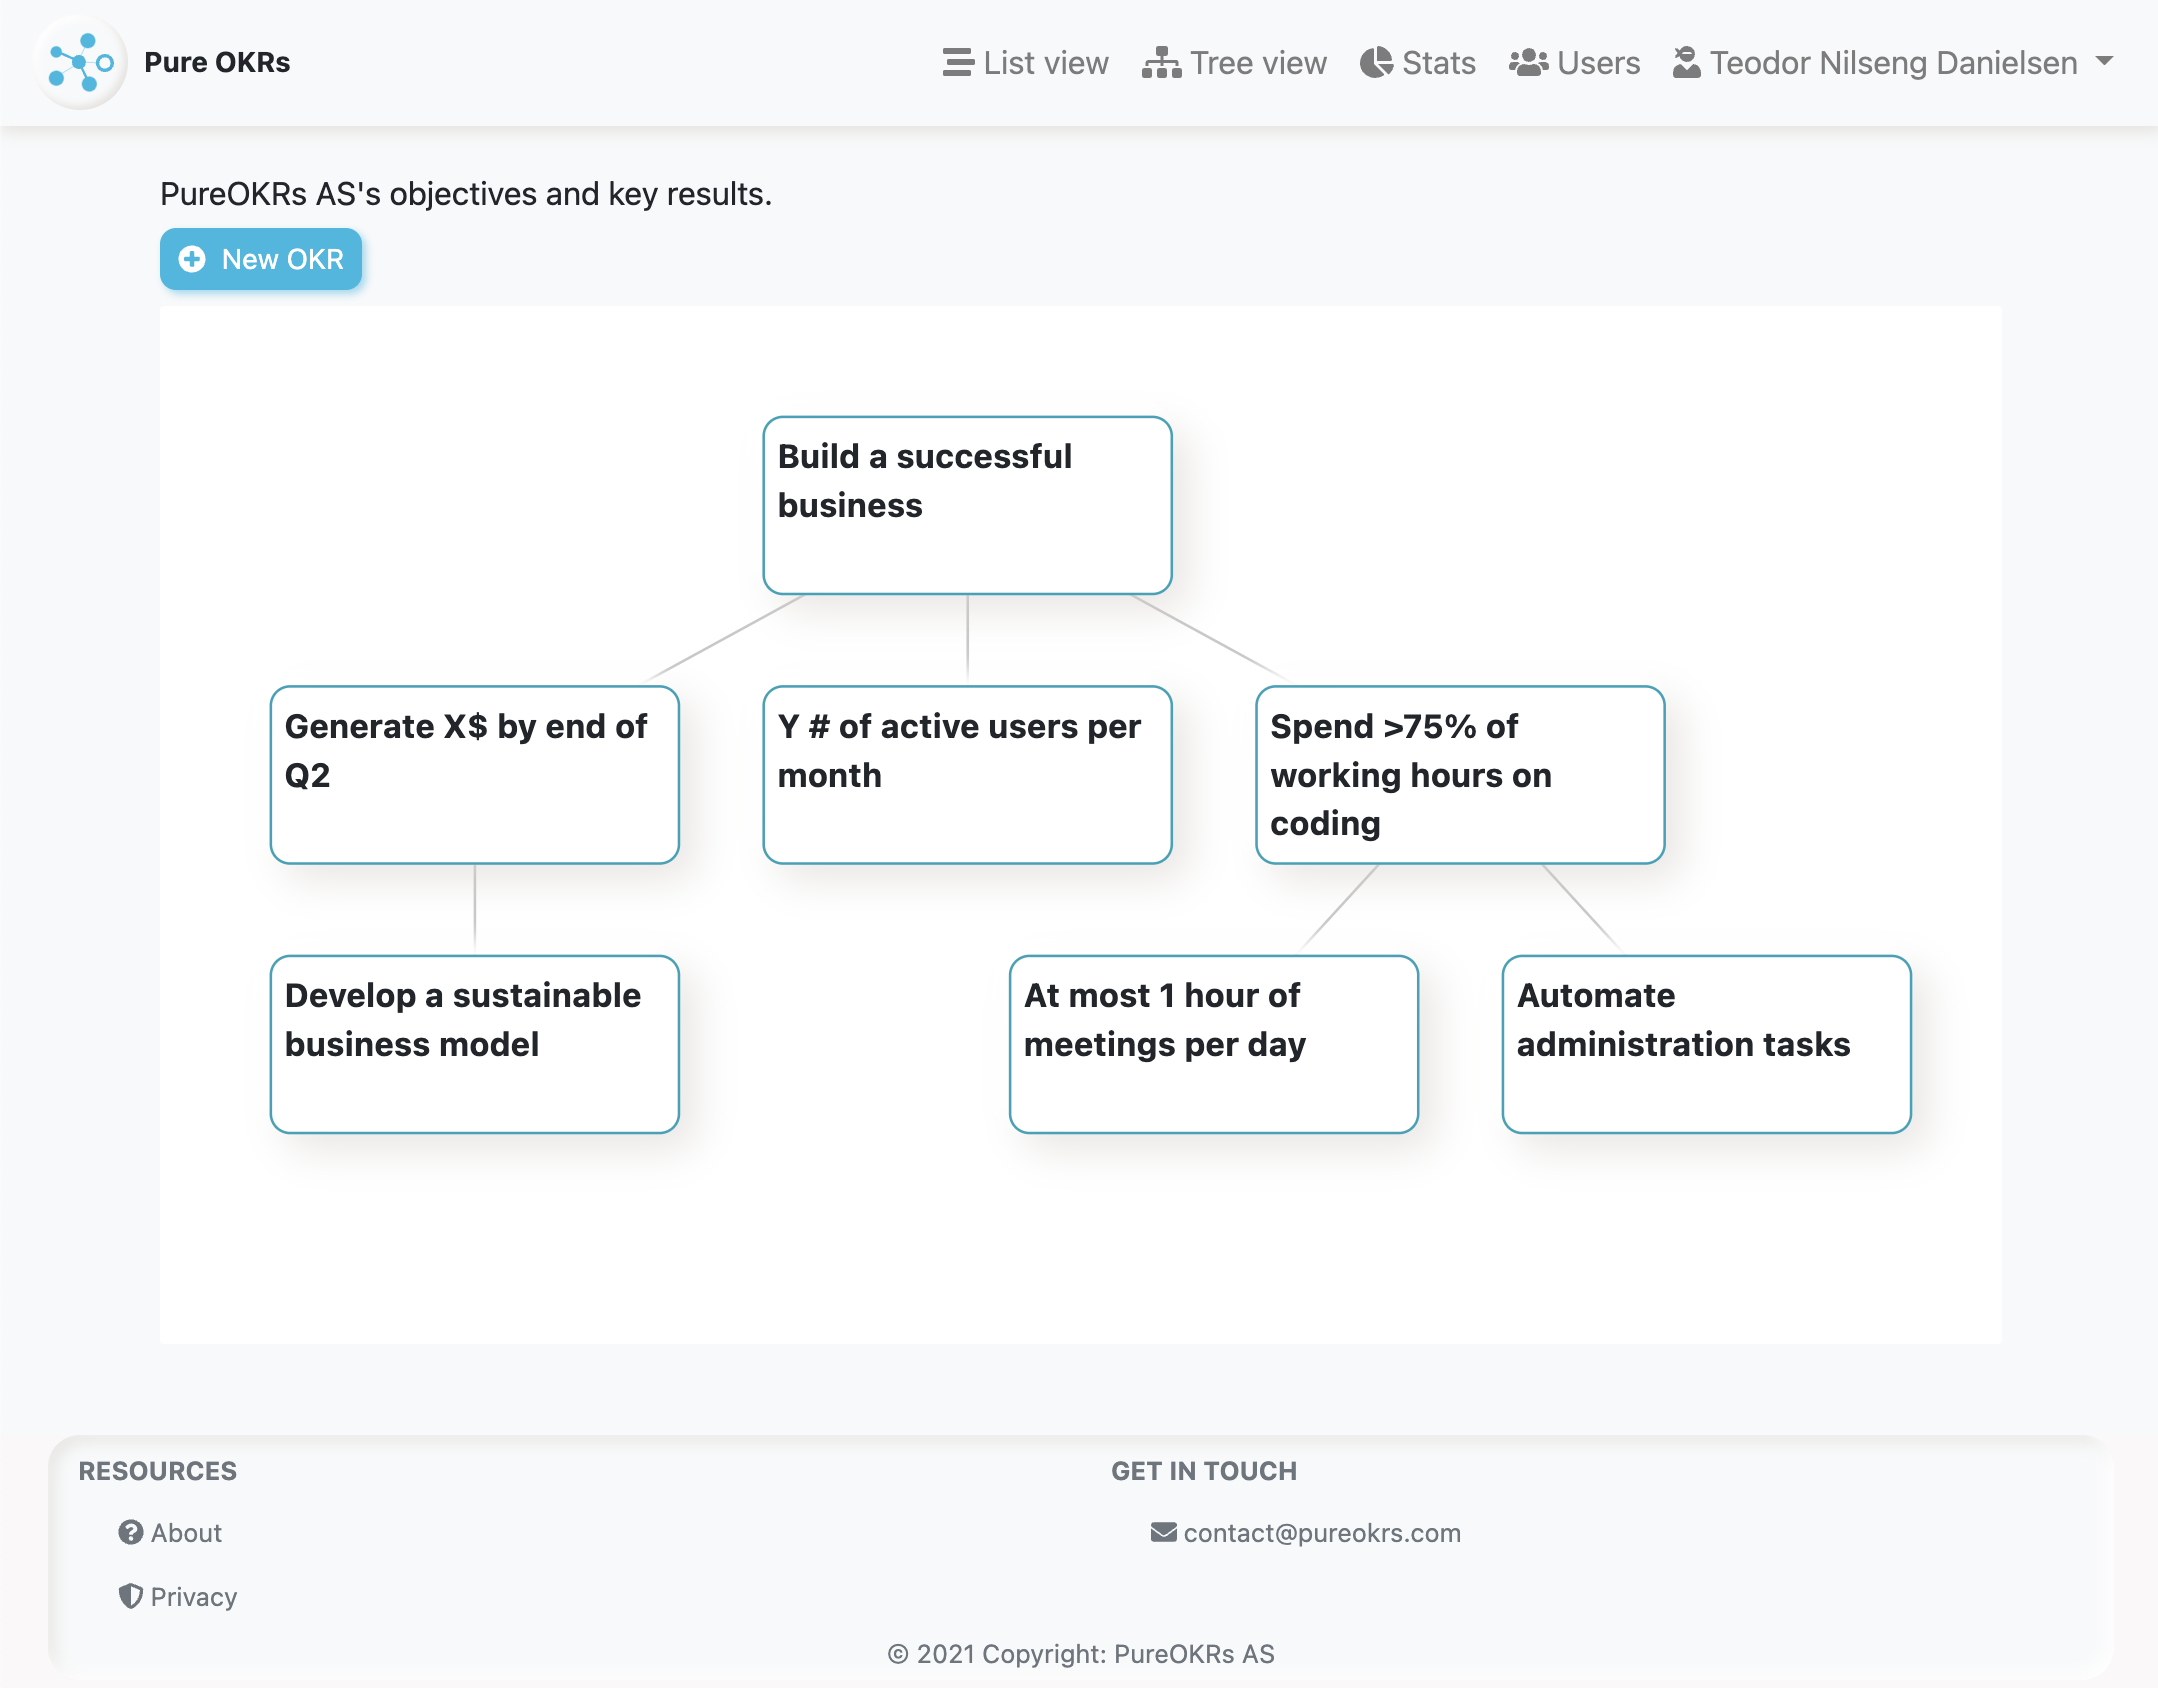 Pure OKRs
List view
Tree view
Stats
Users
Teodor Nilseng Danielsen
PureOKRs AS's objectives and key results.
New OKR
Build a successful
business
Generate X$ by end of
Q2
Y # of active users per
month
Spend >75% of
working hours on
coding
Develop a sustainable
business model
At most 1 hour of
meetings per day
Automate
administration tasks
RESOURCES
About
Privacy
GET IN TOUCH
contact@pureokrs.com
© 2021 Copyright: PureOKRs AS